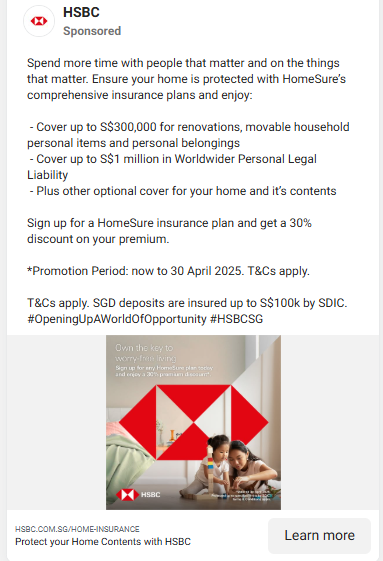 HSBC
Sponsored
Spend more time with people that matter and on the things
that matter. Ensure your home is protected with HomeSure's
comprehensive insurance plans and enjoy:
- Cover up to S$300,000 for renovations, movable household
personal items and personal belongings
- Cover up to S$1 million in Worldwider Personal Legal
Liability
- Plus other optional cover for your home and it's contents
Sign up for a HomeSure insurance plan and get a 30%
discount on your premium.
*Promotion Period: now to 30 April 2025. T&Cs apply.
T&Cs apply. SGD deposits are insured up to S$100k by SDIC.
#OpeningUpAWorldOfOpportunity #HSBCSG
Own the key to
worry-free living
Sign up for any HomeSure plan today
and enjoy a 30% premium discount*
HSBC
HSBC.COM.SG/HOME-INSURANCE
Protect your Home Contents with HSBC
Learn more